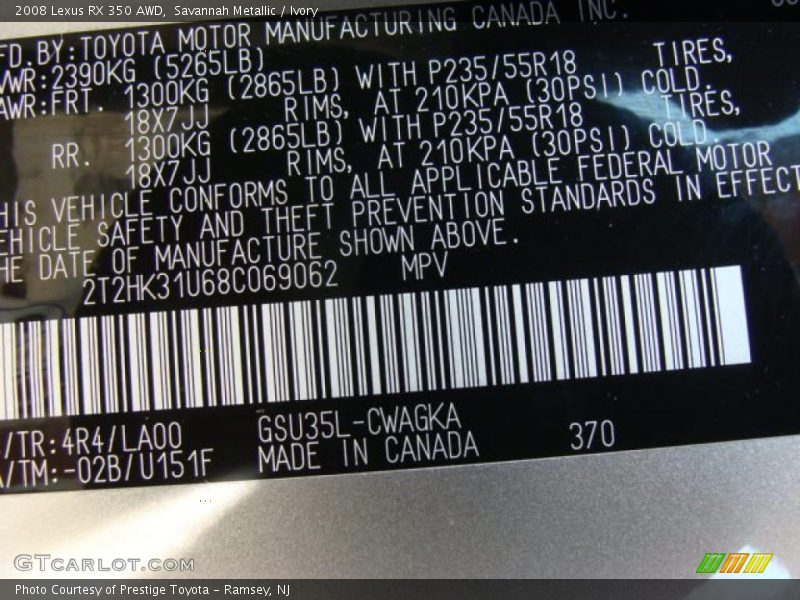 2008 Lexus RX 350 AWD, Savannah Metallic / Ivory
FD.BY:TOYOTA MOTOR MANUFACTURING CANADA INC.
WR:2390KG (5265LB)
AWR:FRT. 1300KG (2865LB) WITH P235/55R18 TIRES,
18X7JJ RIMS, AT 210KPA (30PSI) COLD.
RR. 1300KG (2865LB) WITH P235/55R18 TIRES,
18X7JJ RIMS, AT 210KPA (30PSI) COLD.
HIS VEHICLE CONFORMS TO ALL APPLICABLE FEDERAL MOTOR
EHICLE SAFETY AND THEFT PREVENTION STANDARDS IN EFFECT
HE DATE OF MANUFACTURE SHOWN ABOVE.
2T2HK31U68C069062 MPV
/TR:4R4/LA00 GSU35L-CWAGKA
A/TM:-02B/U151F MADE IN CANADA 370
GTCARLOT.COM
Photo Courtesy of Prestige Toyota - Ramsey, NJ